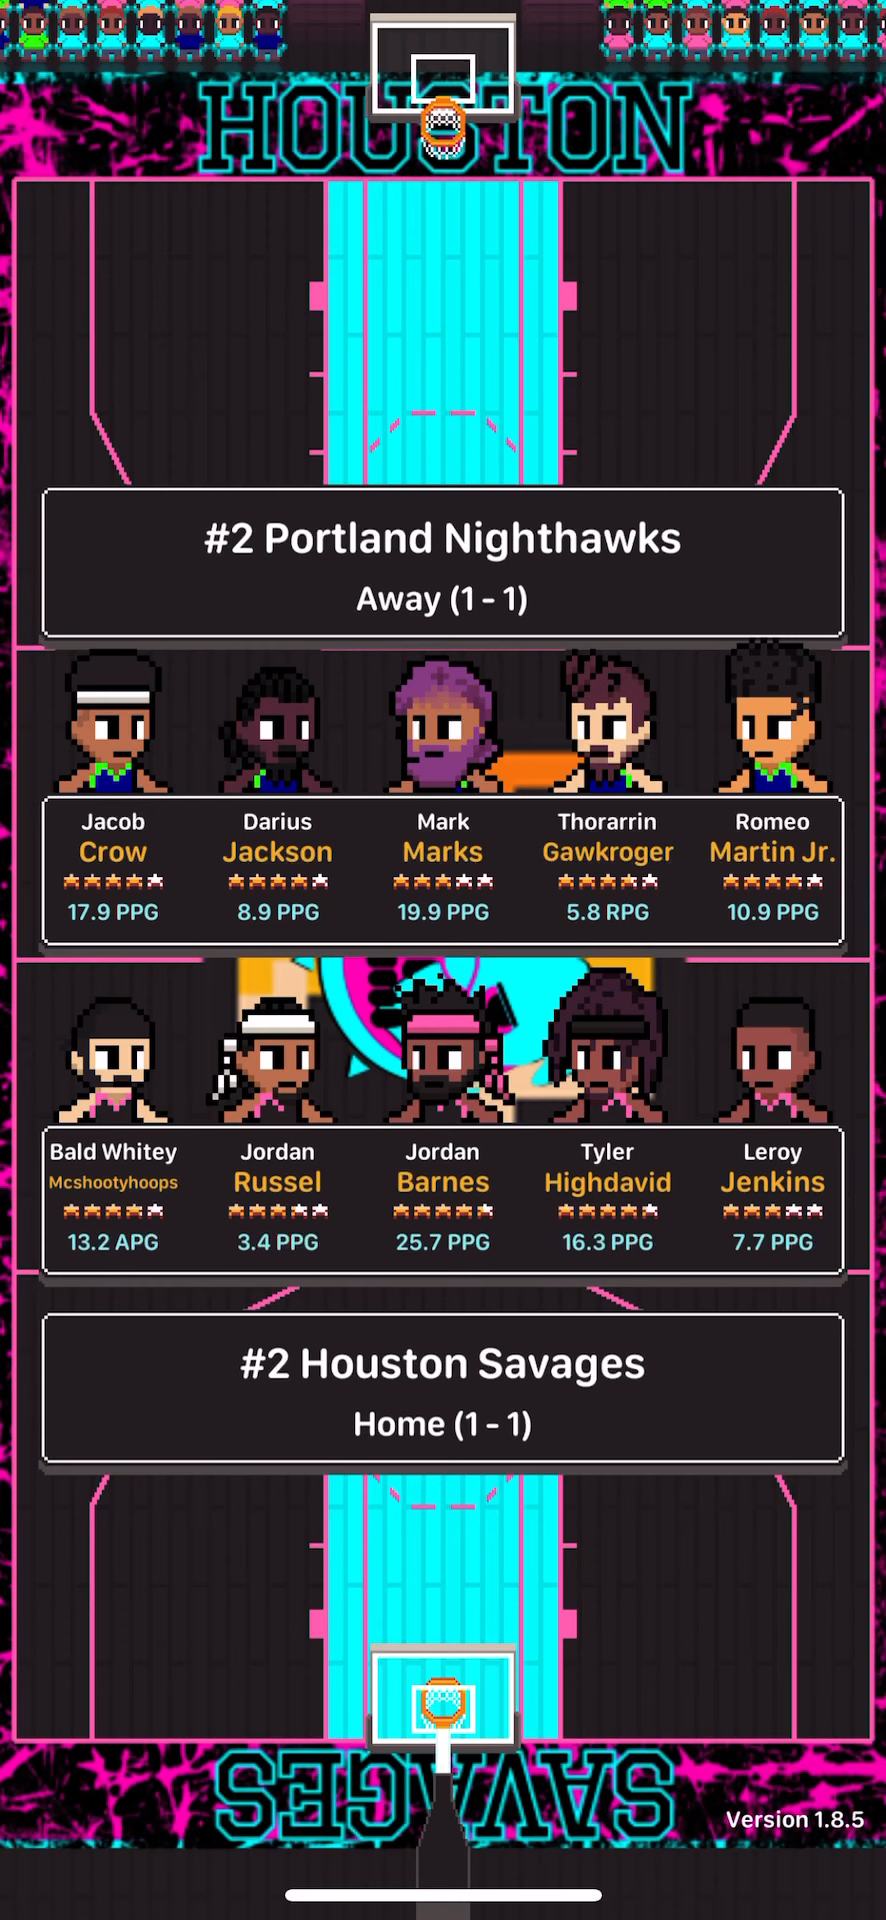 HOUSTON
#2 Portland Nighthawks
Away (1 - 1)
Jacob Darius Mark Thorarrin Romeo
Crow Jackson Marks Gawkroger Martin Jr.
17.9 PPG 8.9 PPG 19.9 PPG 5.8 RPG 10.9 PPG
Bald Whitey Jordan Jordan Tyler Leroy
Mcshootyhoops Russel Barnes Highdavid Jenkins
13.2 APG 3.4 PPG 25.7 PPG 16.3 PPG 7.7 PPG
#2 Houston Savages
Home (1 - 1)
SAVAGES
Version 1.8.5